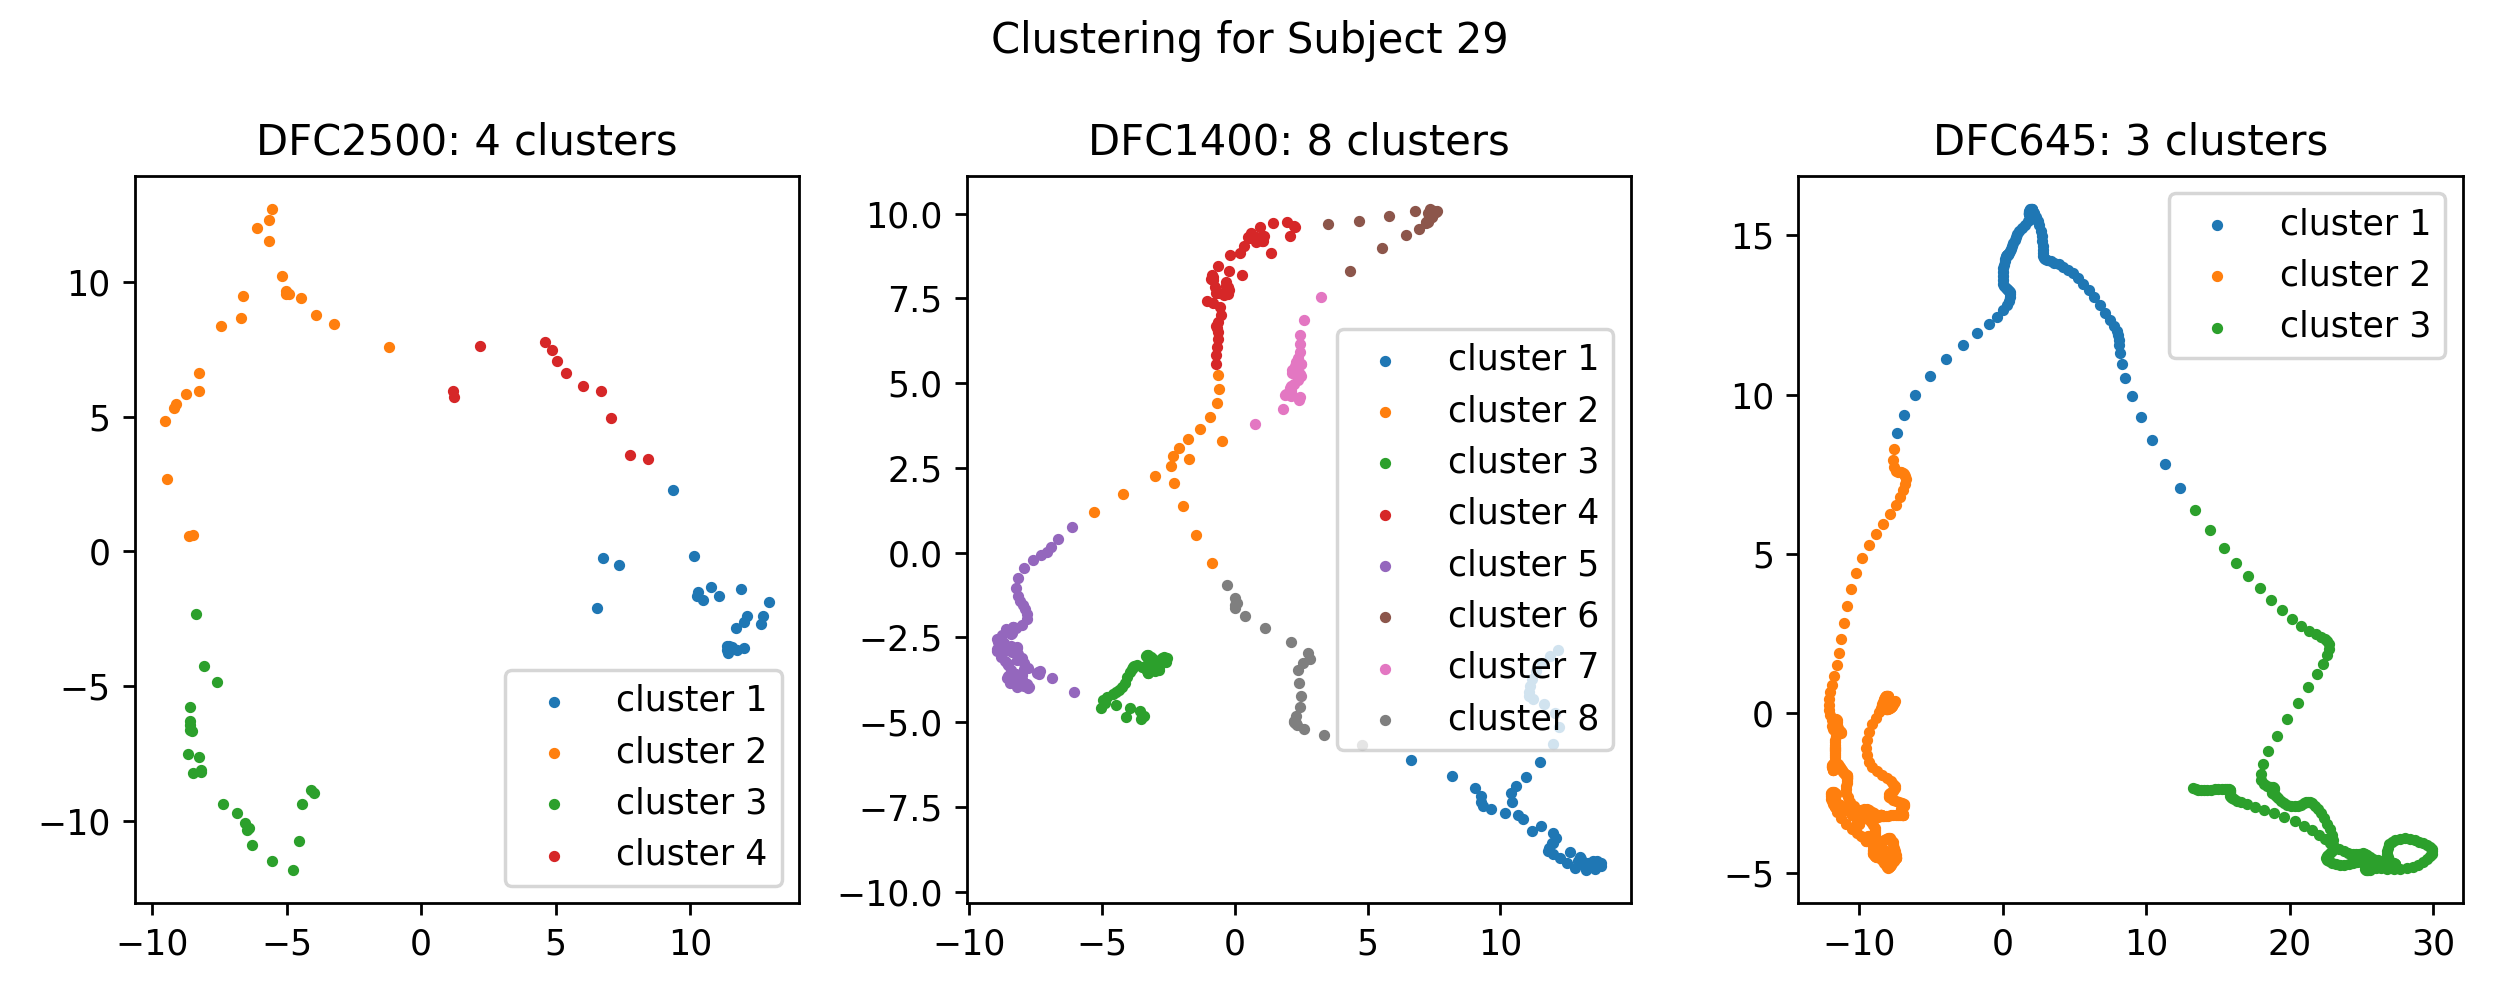 Clustering for Subject 29
DFC2500: 4 clusters
10
5
0
−5
−10
−10
−5
0
5
10
cluster 1
cluster 2
cluster 3
cluster 4
DFC1400: 8 clusters
10.0
7.5
5.0
2.5
0.0
−2.5
−5.0
−7.5
−10.0
−10
−5
0
5
10
cluster 1
cluster 2
cluster 3
cluster 4
cluster 5
cluster 6
cluster 7
cluster 8
DFC645: 3 clusters
15
10
5
0
−5
−10
0
10
20
30
cluster 1
cluster 2
cluster 3